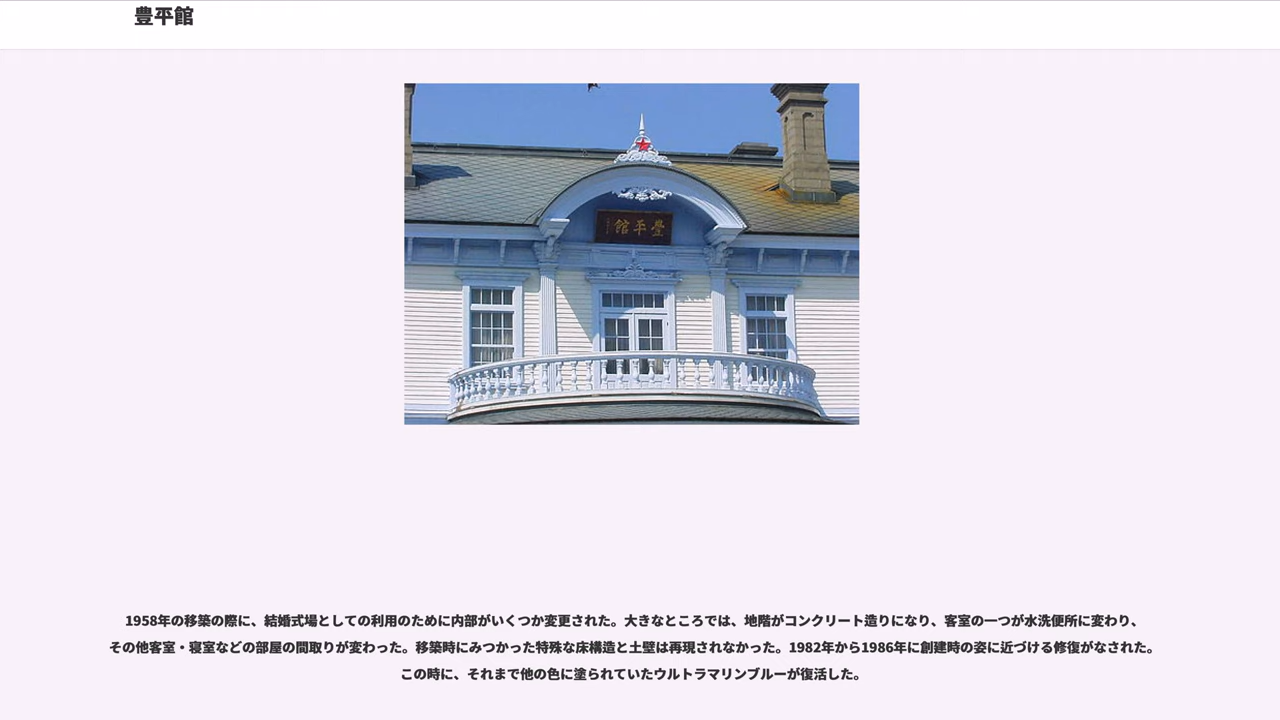 豊平館
館平豐
1958年の移築の際に、結婚式場としての利用のために内部がいくつか変更された。大きなところでは、地階がコンクリート造りになり、客室の一つが水洗便所に変わり、
その他客室・寝室などの部屋の間取りが変わった。移築時にみつかった特殊な床構造と土壁は再現されなかった。1982年から1986年に創建時の姿に近づける修復がなされた。
この時に、それまで他の色に塗られていたウルトラマリンブルーが復活した。